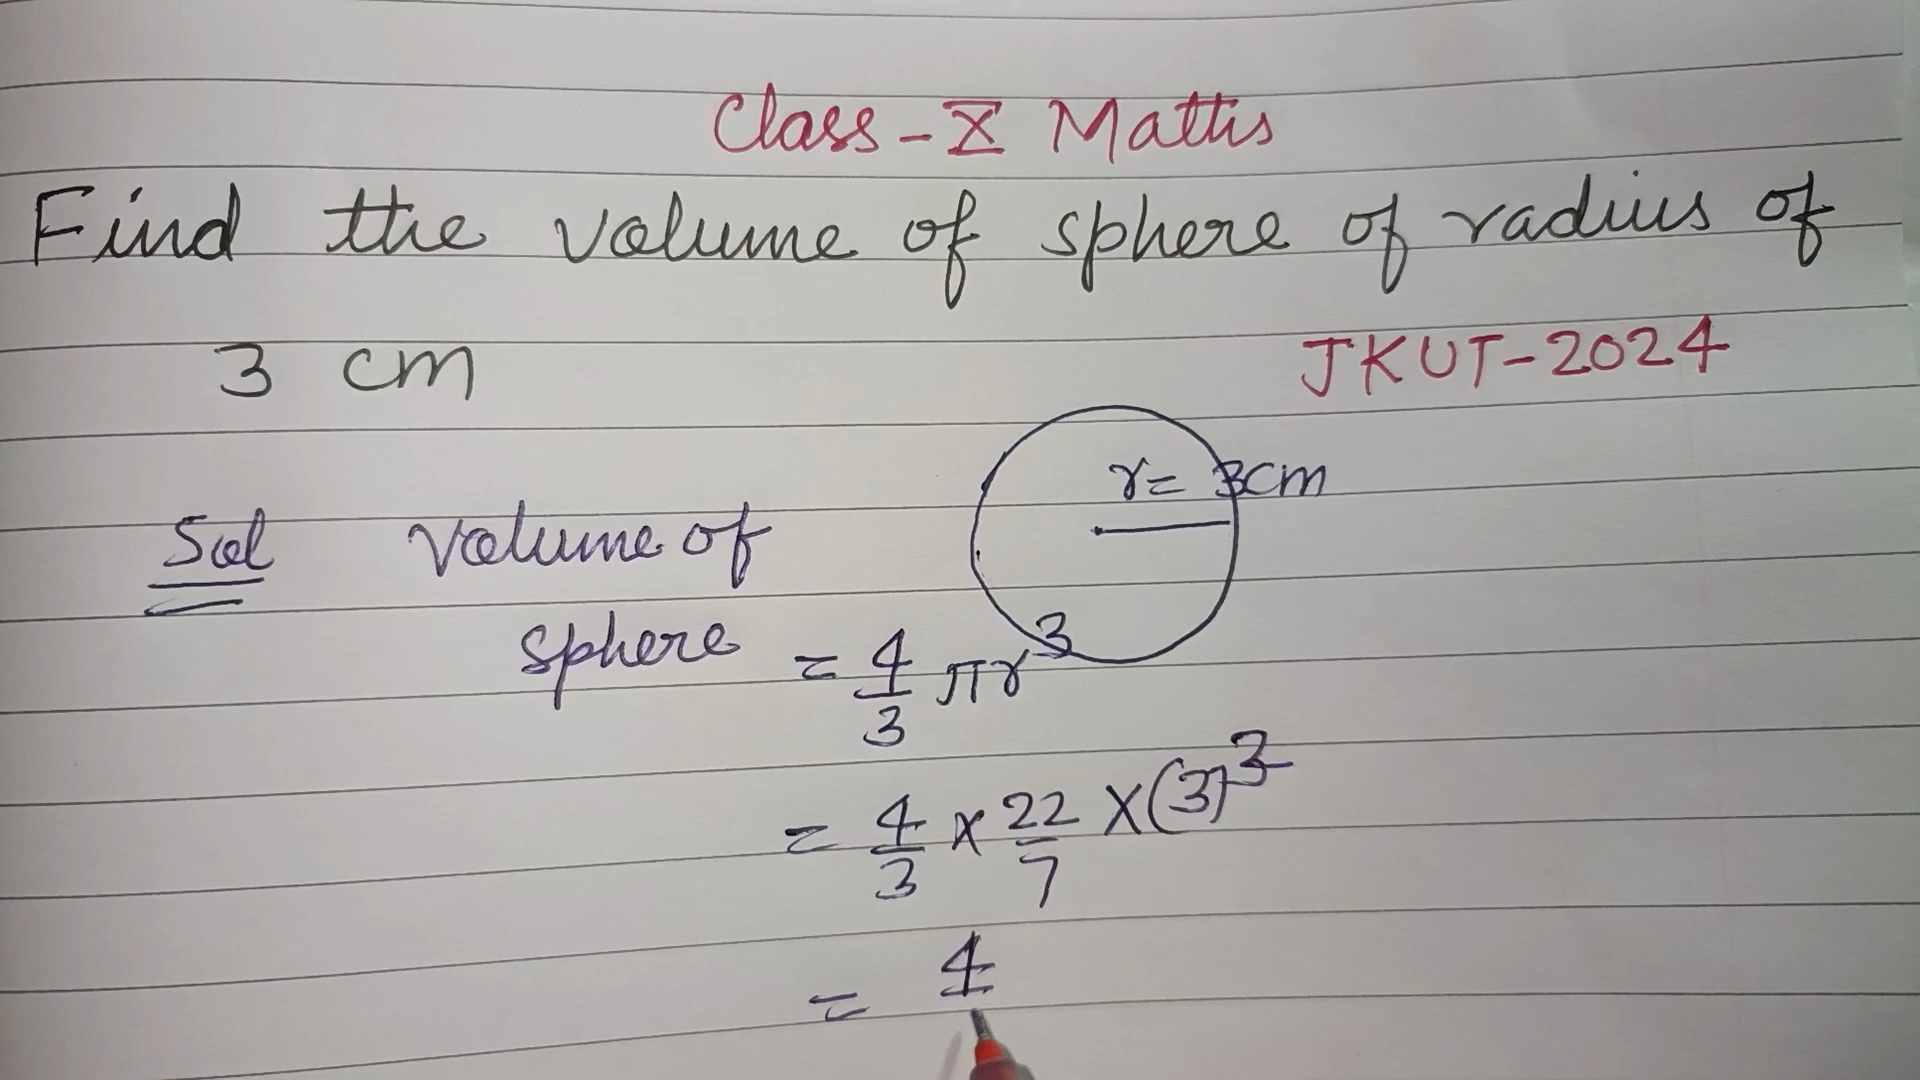 Class-X Maths
Find the volume of sphere of radius of
3 cm
JKUT-2024
r = 3cm
Sol volume of
sphere = 4/3 πr³
= 4/3 × 22/7 ×(3)³
= 4